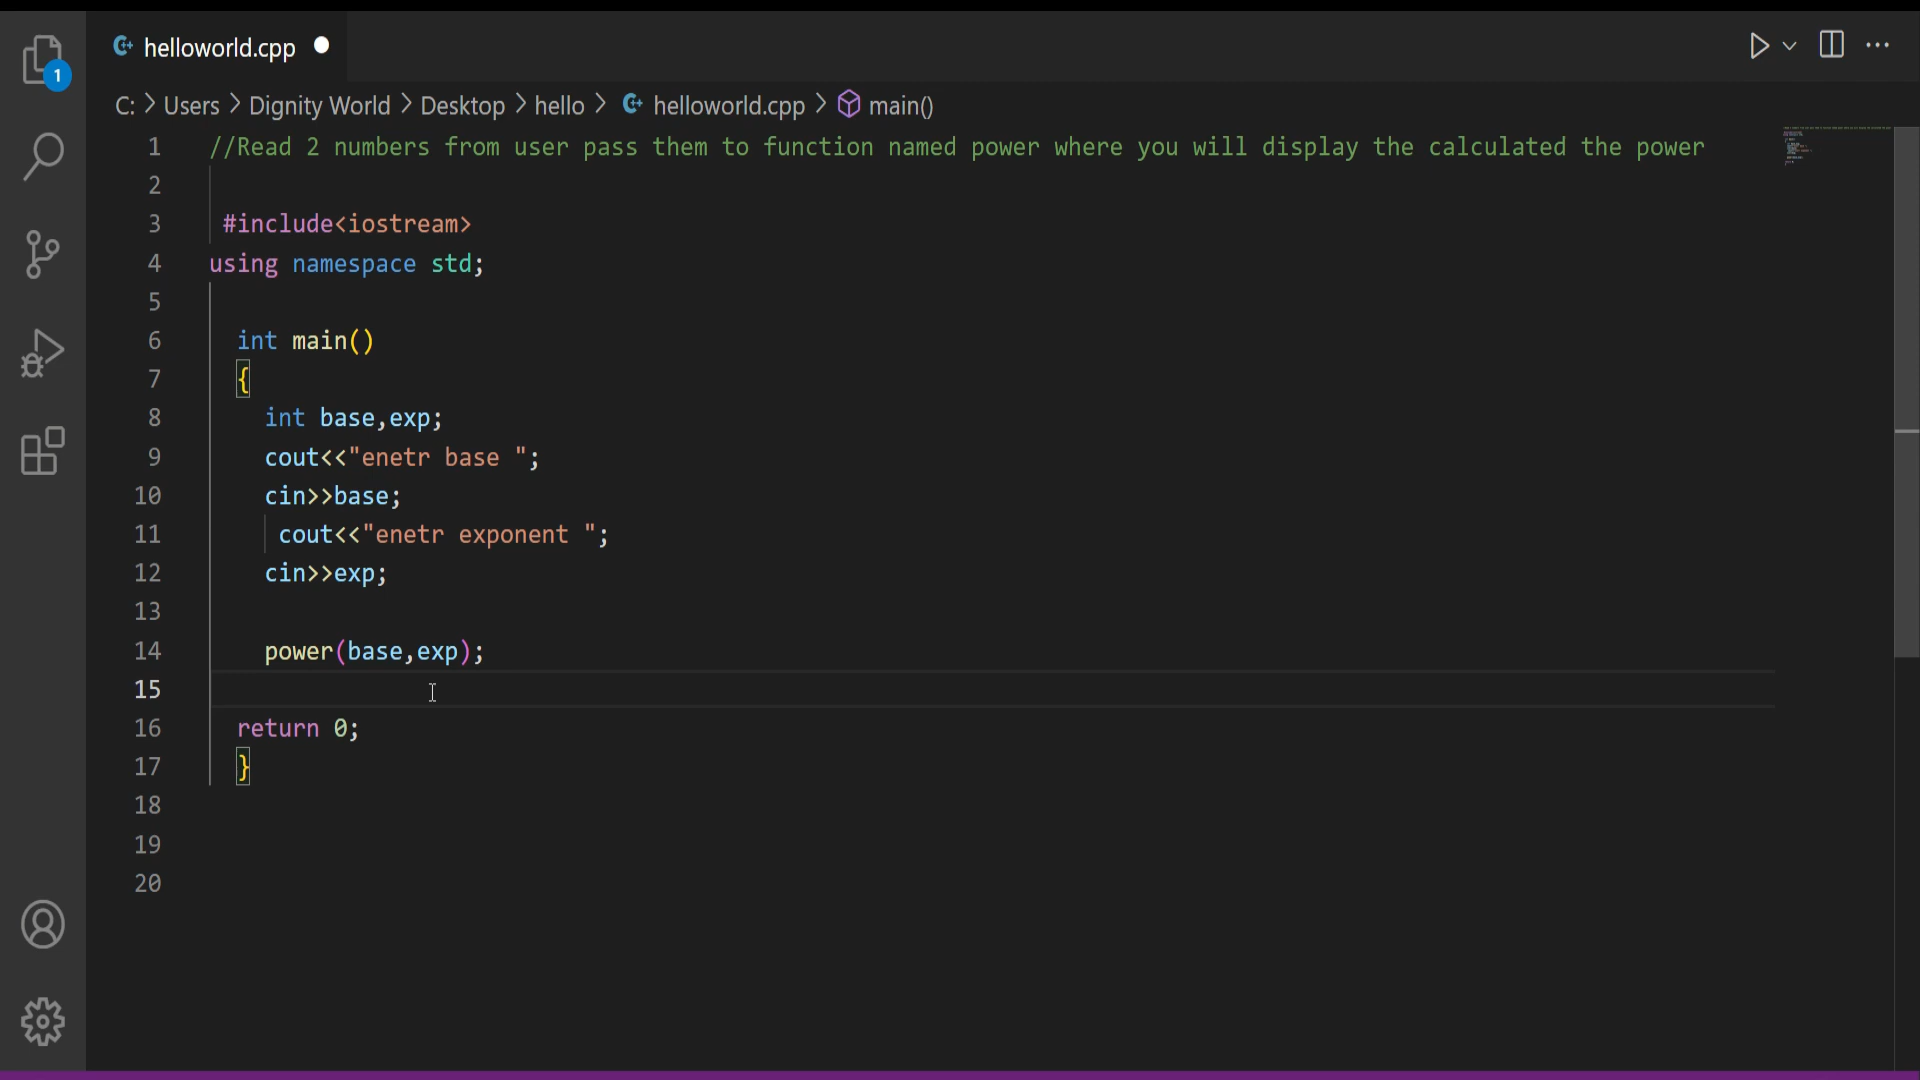 helloworld.cpp
C: > Users > Dignity World > Desktop > hello > helloworld.cpp > main()
1
1 //Read 2 numbers from user pass them to function named power where you will display the calculated the power
2
3 #include<iostream>
4 using namespace std;
5
6 int main()
7 {
8 int base,exp;
9 cout<<"enetr base ";
10 cin>>base;
11 cout<<"enetr exponent ";
12 cin>>exp;
13
14 power(base,exp);
15
16 return 0;
17 }
18
19
20